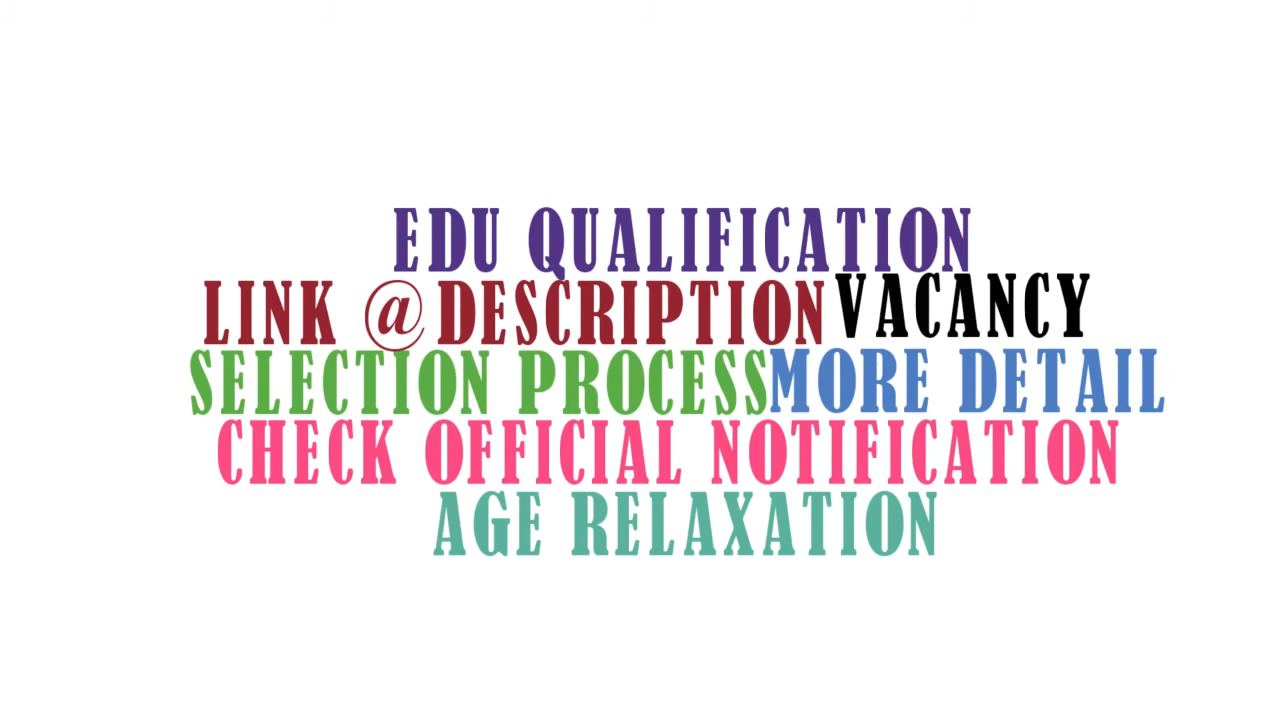 EDU QUALIFICATION
LINK @DESCRIPTION VACANCY
SELECTION PROCESS MORE DETAIL
CHECK OFFICIAL NOTIFICATION
AGE RELAXATION